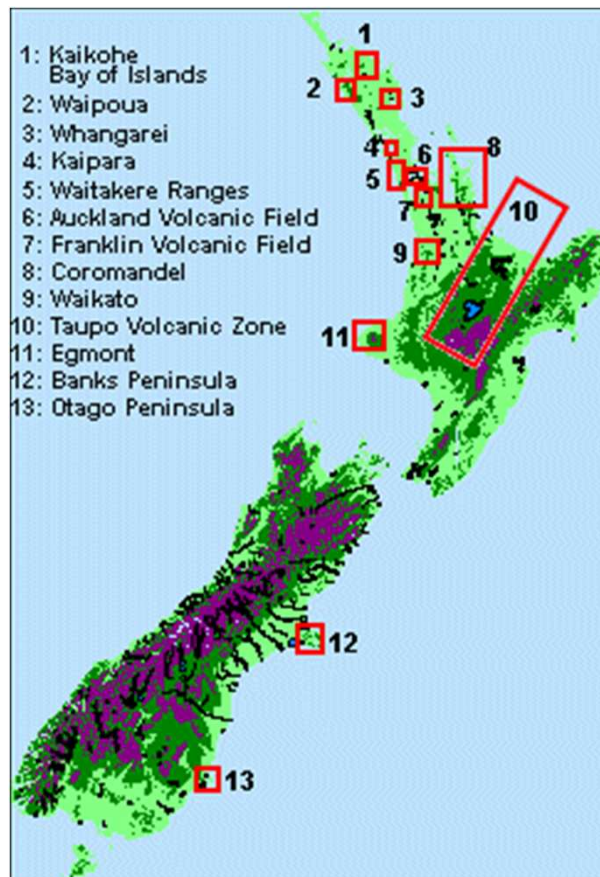 1: Kaikohe
Bay of Islands
2: Waipoua
3: Whangarei
4: Kaipara
5: Waitakere Ranges
6: Auckland Volcanic Field
7: Franklin Volcanic Field
8: Coromandel
9: Waikato
10: Taupo Volcanic Zone
11: Egmont
12: Banks Peninsula
13: Otago Peninsula
1
2
3
4
6
8
5
7
10
9
11
12
13